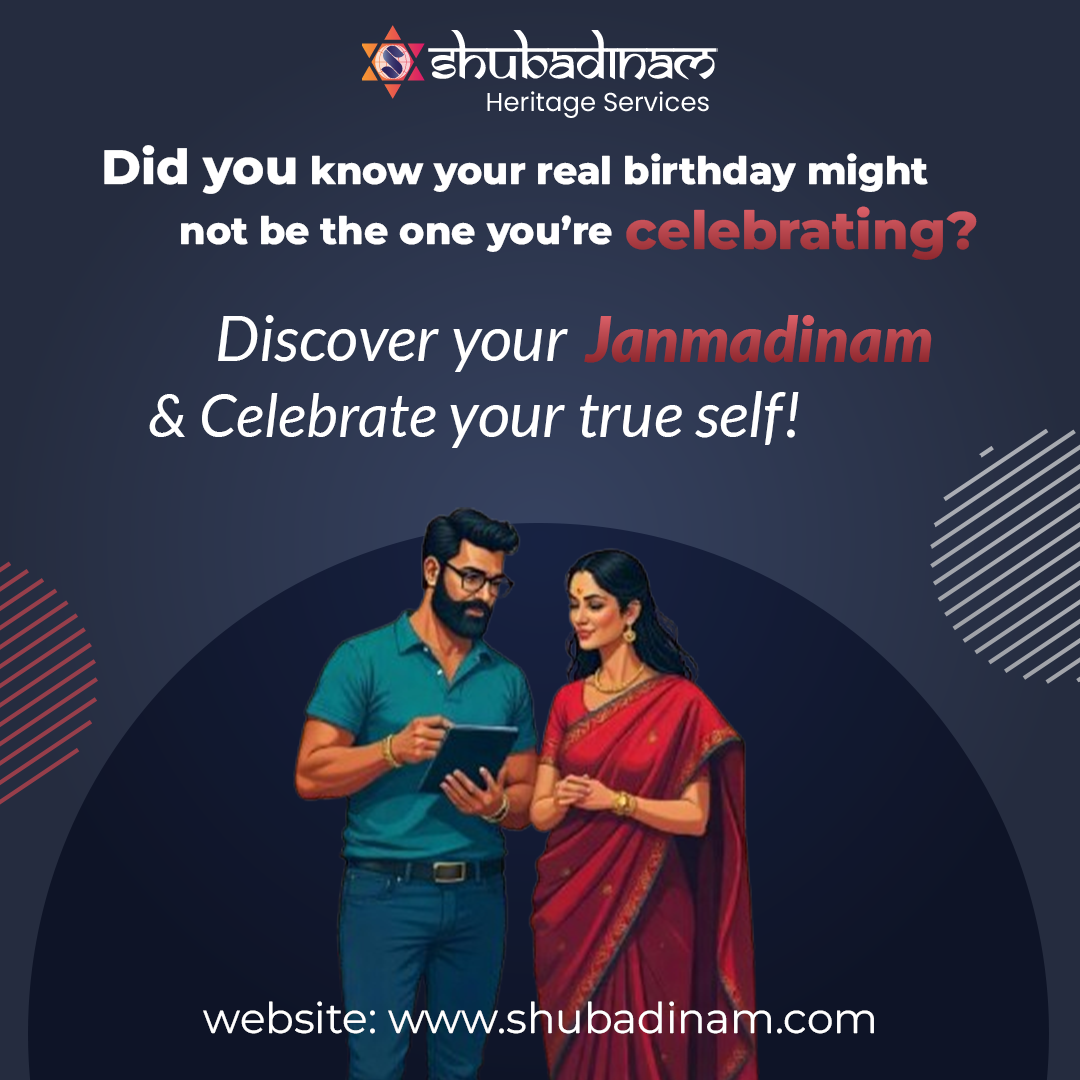 shubadinam
Heritage Services
Did you know your real birthday might
not be the one you're celebrating?
Discover your Janmadinam
& Celebrate your true self!
website: www.shubadinam.com